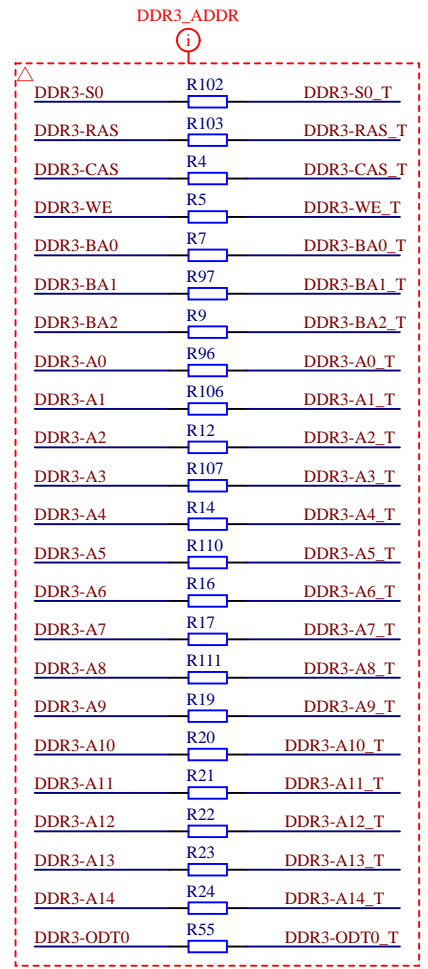 DDR3_ADDR
i
DDR3-S0 R102 DDR3-S0_T
DDR3-RAS R103 DDR3-RAS_T
DDR3-CAS R4 DDR3-CAS_T
DDR3-WE R5 DDR3-WE_T
DDR3-BA0 R7 DDR3-BA0_T
DDR3-BA1 R97 DDR3-BA1_T
DDR3-BA2 R9 DDR3-BA2_T
DDR3-A0 R96 DDR3-A0_T
DDR3-A1 R106 DDR3-A1_T
DDR3-A2 R12 DDR3-A2_T
DDR3-A3 R107 DDR3-A3_T
DDR3-A4 R14 DDR3-A4_T
DDR3-A5 R110 DDR3-A5_T
DDR3-A6 R16 DDR3-A6_T
DDR3-A7 R17 DDR3-A7_T
DDR3-A8 R111 DDR3-A8_T
DDR3-A9 R19 DDR3-A9_T
DDR3-A10 R20 DDR3-A10_T
DDR3-A11 R21 DDR3-A11_T
DDR3-A12 R22 DDR3-A12_T
DDR3-A13 R23 DDR3-A13_T
DDR3-A14 R24 DDR3-A14_T
DDR3-ODT0 R55 DDR3-ODT0_T